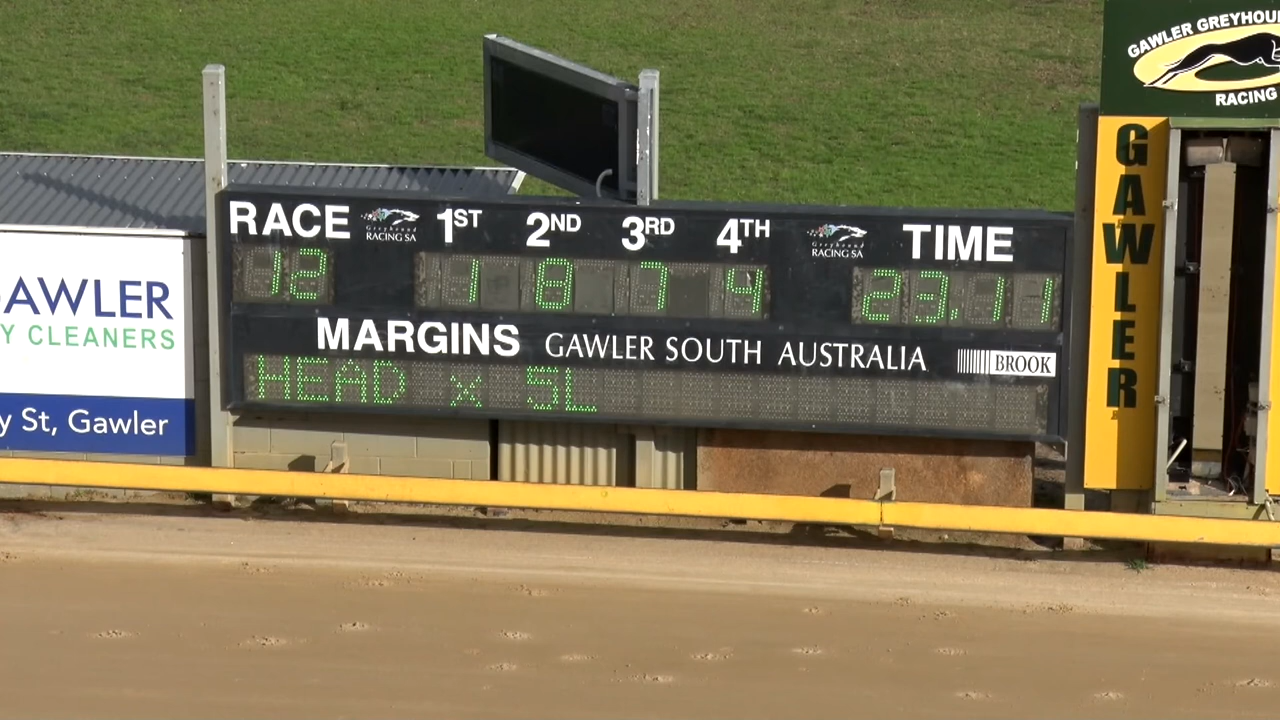 GAWLER GREYHOU
RACING
GAWLER
RACE 1ST 2ND 3RD 4TH TIME
Greyhound
RACING SA
Greyhound
RACING SA
12 1 8 7 4 23.11
MARGINS GAWLER SOUTH AUSTRALIA BROOK
HEAD x 5L
AWLER
Y CLEANERS
y St, Gawler